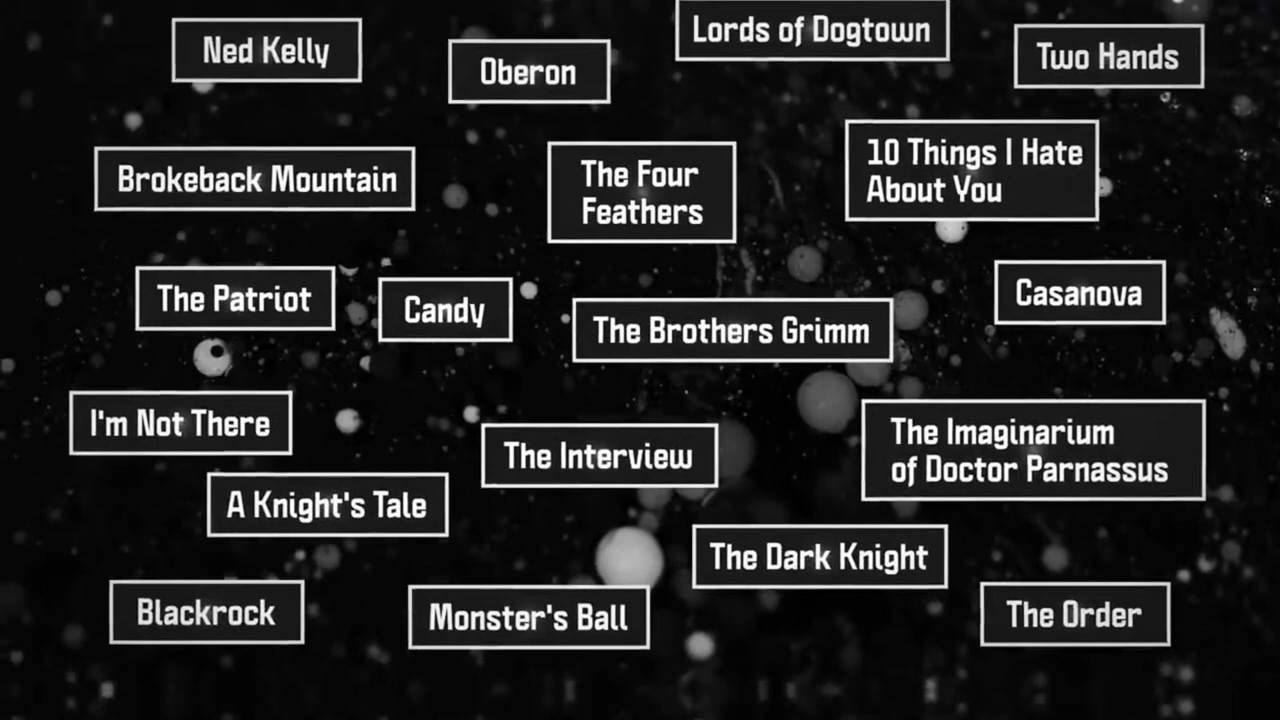 Ned Kelly
Oberon
Lords of Dogtown
Two Hands
Brokeback Mountain
The Four
Feathers
10 Things I Hate
About You
The Patriot
Candy
The Brothers Grimm
Casanova
I'm Not There
The Interview
The Imaginarium
of Doctor Parnassus
A Knight's Tale
The Dark Knight
Blackrock
Monster's Ball
The Order